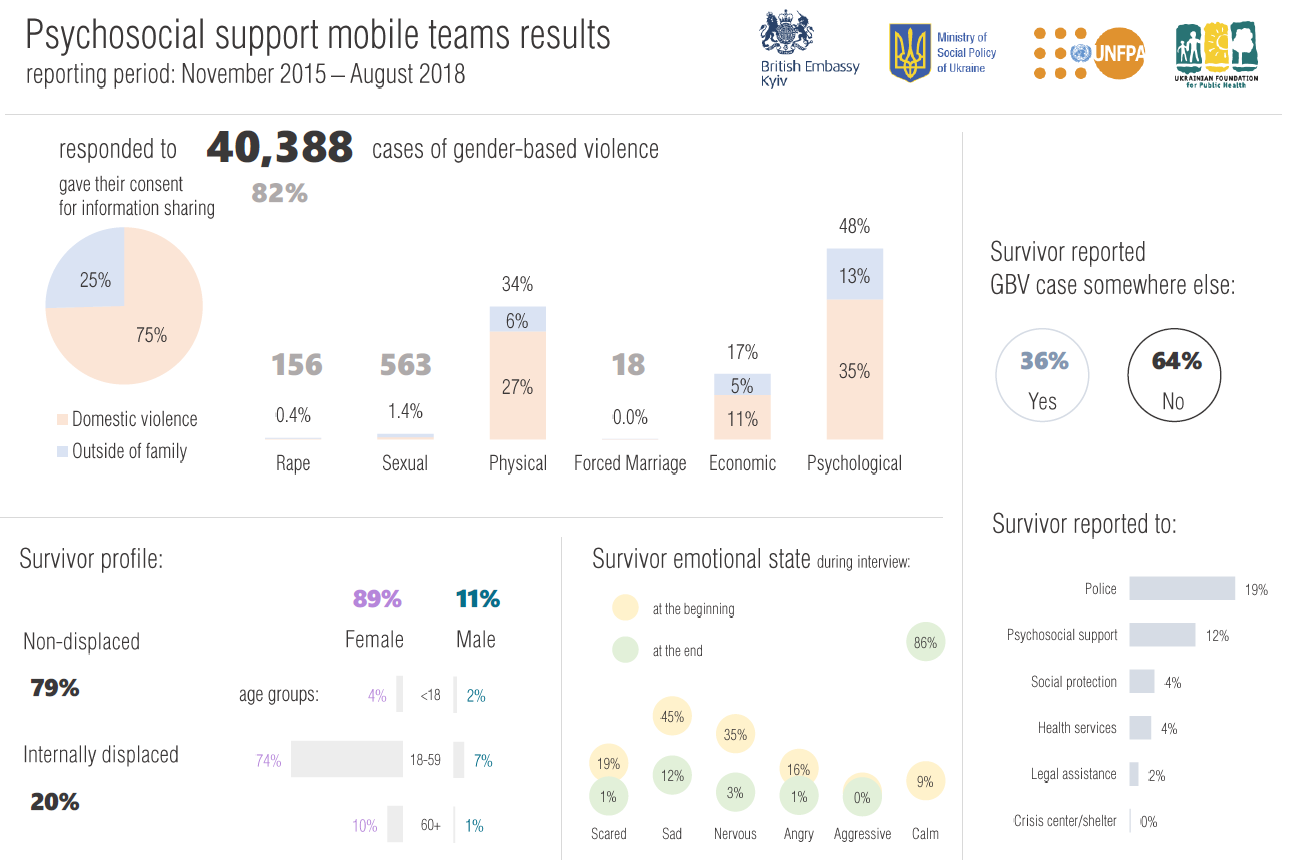 Psychosocial support mobile teams results
reporting period: November 2015 – August 2018
British Embassy
Kyiv
Ministry of
Social Policy
of Ukraine
UNFPA
UKRAINIAN FOUNDATION
for Public Health
responded to 40,388 cases of gender-based violence
gave their consent
for information sharing 82%
25%
75%
Domestic violence
Outside of family
156
0.4%
Rape
563
1.4%
Sexual
34%
6%
27%
Physical
18
0.0%
Forced Marriage
17%
5%
11%
Economic
48%
13%
35%
Psychological
Survivor reported
GBV case somewhere else:
36%
Yes
64%
No
Survivor profile:
Non-displaced
79%
Internally displaced
20%
89% 11%
Female Male
age groups: 4% <18 2%
74% 18-59 7%
10% 60+ 1%
Survivor emotional state during interview:
at the beginning
at the end
19%
1%
Scared
45%
12%
Sad
35%
3%
Nervous
16%
1%
Angry
0%
Aggressive
86%
9%
Calm
Survivor reported to:
Police 19%
Psychosocial support 12%
Social protection 4%
Health services 4%
Legal assistance 2%
Crisis center/shelter 0%